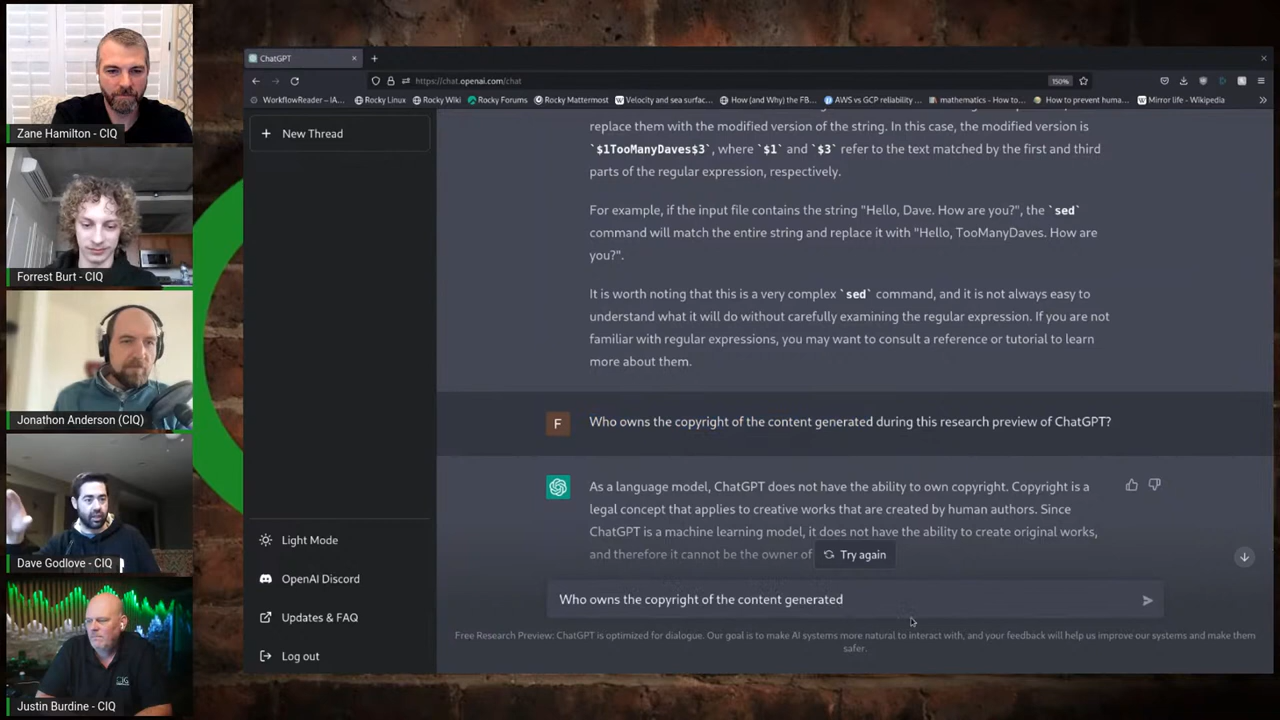 Zane Hamilton - CIQ
Forrest Burt - CIQ
Jonathon Anderson (CIQ)
Dave Godlove - CIQ
CIQ
Justin Burdine - CIQ
ChatGPT
https://chat.openai.com/chat
150%
WorkflowReader — IA...
Rocky Linux
Rocky Wiki
Rocky Forums
Rocky Mattermost
Velocity and sea surfac...
How (and Why) the FB...
AWS vs GCP reliability ...
mathematics - How to...
How to prevent huma...
Mirror life - Wikipedia
New Thread
Light Mode
OpenAI Discord
Updates & FAQ
Log out
replace them with the modified version of the string. In this case, the modified version is
`$1TooManyDaves$3`, where `$1` and `$3` refer to the text matched by the first and third
parts of the regular expression, respectively.
For example, if the input file contains the string "Hello, Dave. How are you?", the `sed`
command will match the entire string and replace it with "Hello, TooManyDaves. How are
you?".
It is worth noting that this is a very complex `sed` command, and it is not always easy to
understand what it will do without carefully examining the regular expression. If you are
not familiar with regular expressions, you may want to consult a reference or tutorial to learn
more about them.
F
Who owns the copyright of the content generated during this research preview of ChatGPT?
As a language model, ChatGPT does not have the ability to own copyright. Copyright is a
legal concept that applies to creative works that are created by human authors. Since
ChatGPT is a machine learning model, it does not have the ability to create original works,
and therefore it cannot be the owner of
Try again
Who owns the copyright of the content generated
Free Research Preview: ChatGPT is optimized for dialogue. Our goal is to make AI systems more natural to interact with, and your feedback will help us improve our systems and make them
safer.